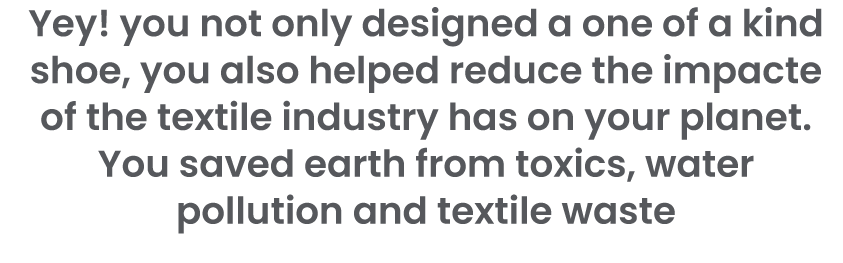 Yey! you not only designed a one of a kind
shoe, you also helped reduce the impacte
of the textile industry has on your planet.
You saved earth from toxics, water
pollution and textile waste